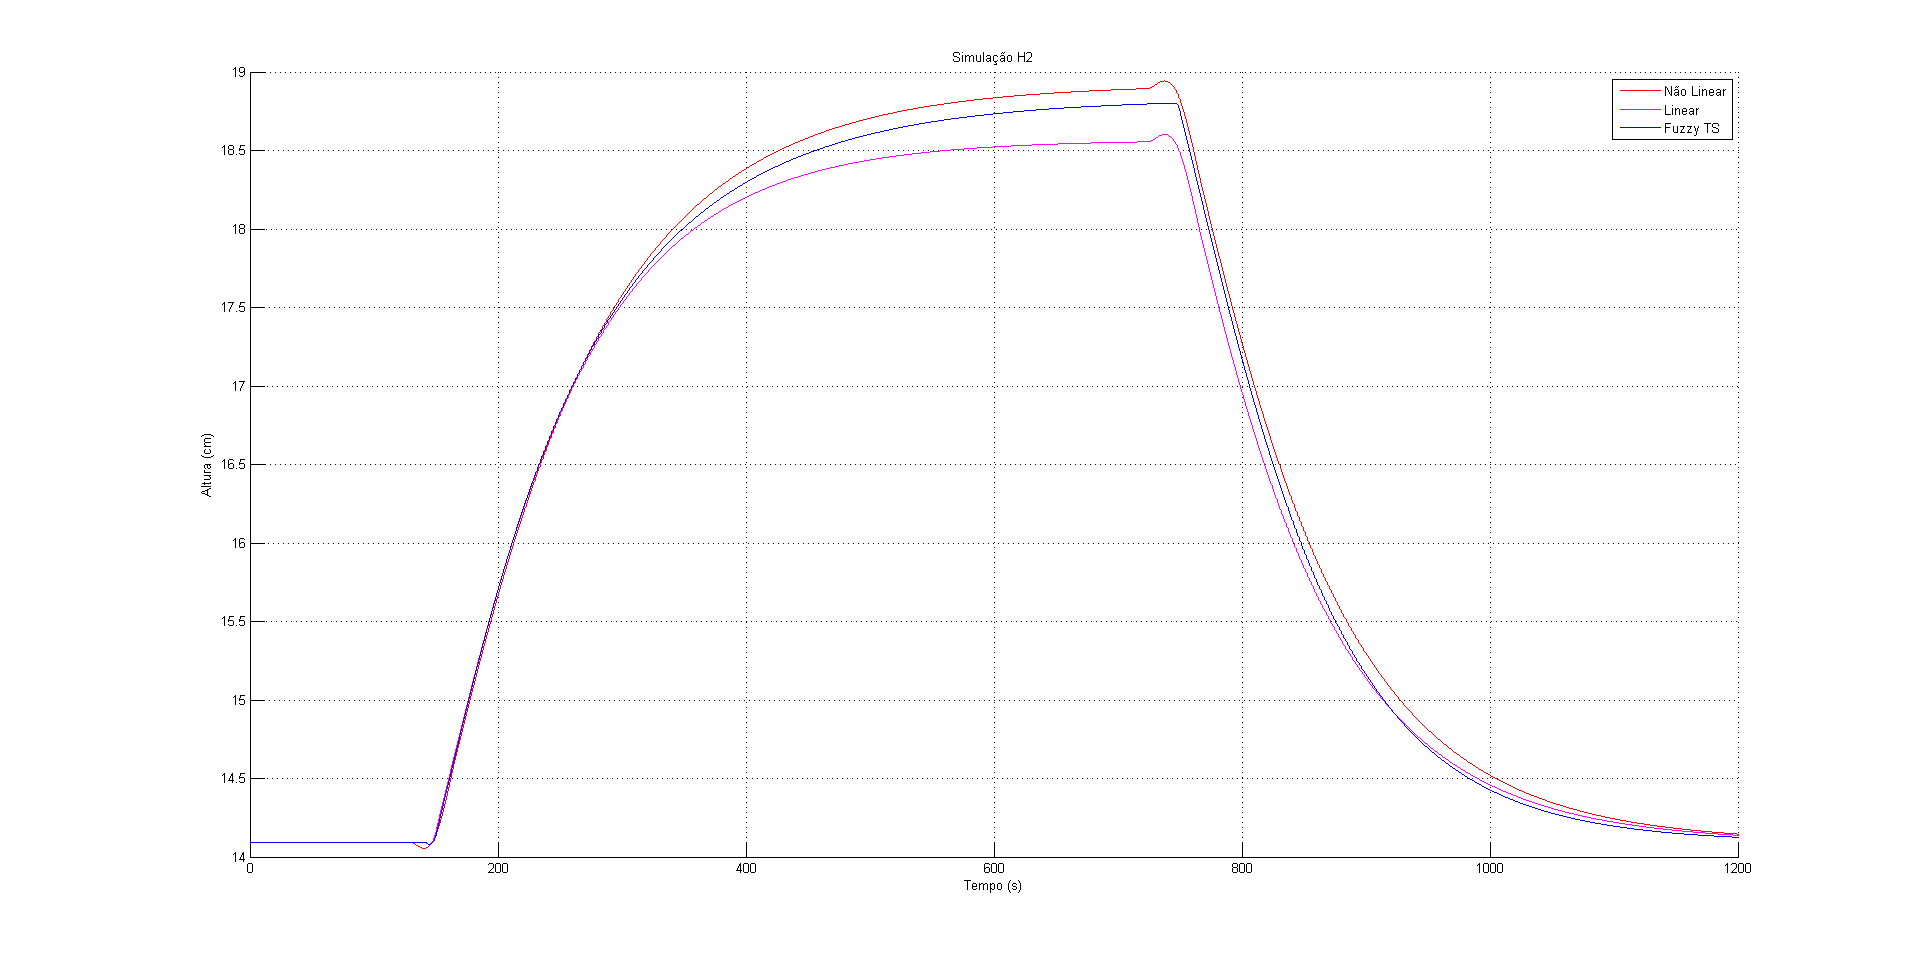 Simulação H2
Não Linear
Linear
Fuzzy TS
19
18.5
18
17.5
17
16.5
16
15.5
15
14.5
14
Altura (cm)
0 200 400 600 800 1000 1200
Tempo (s)